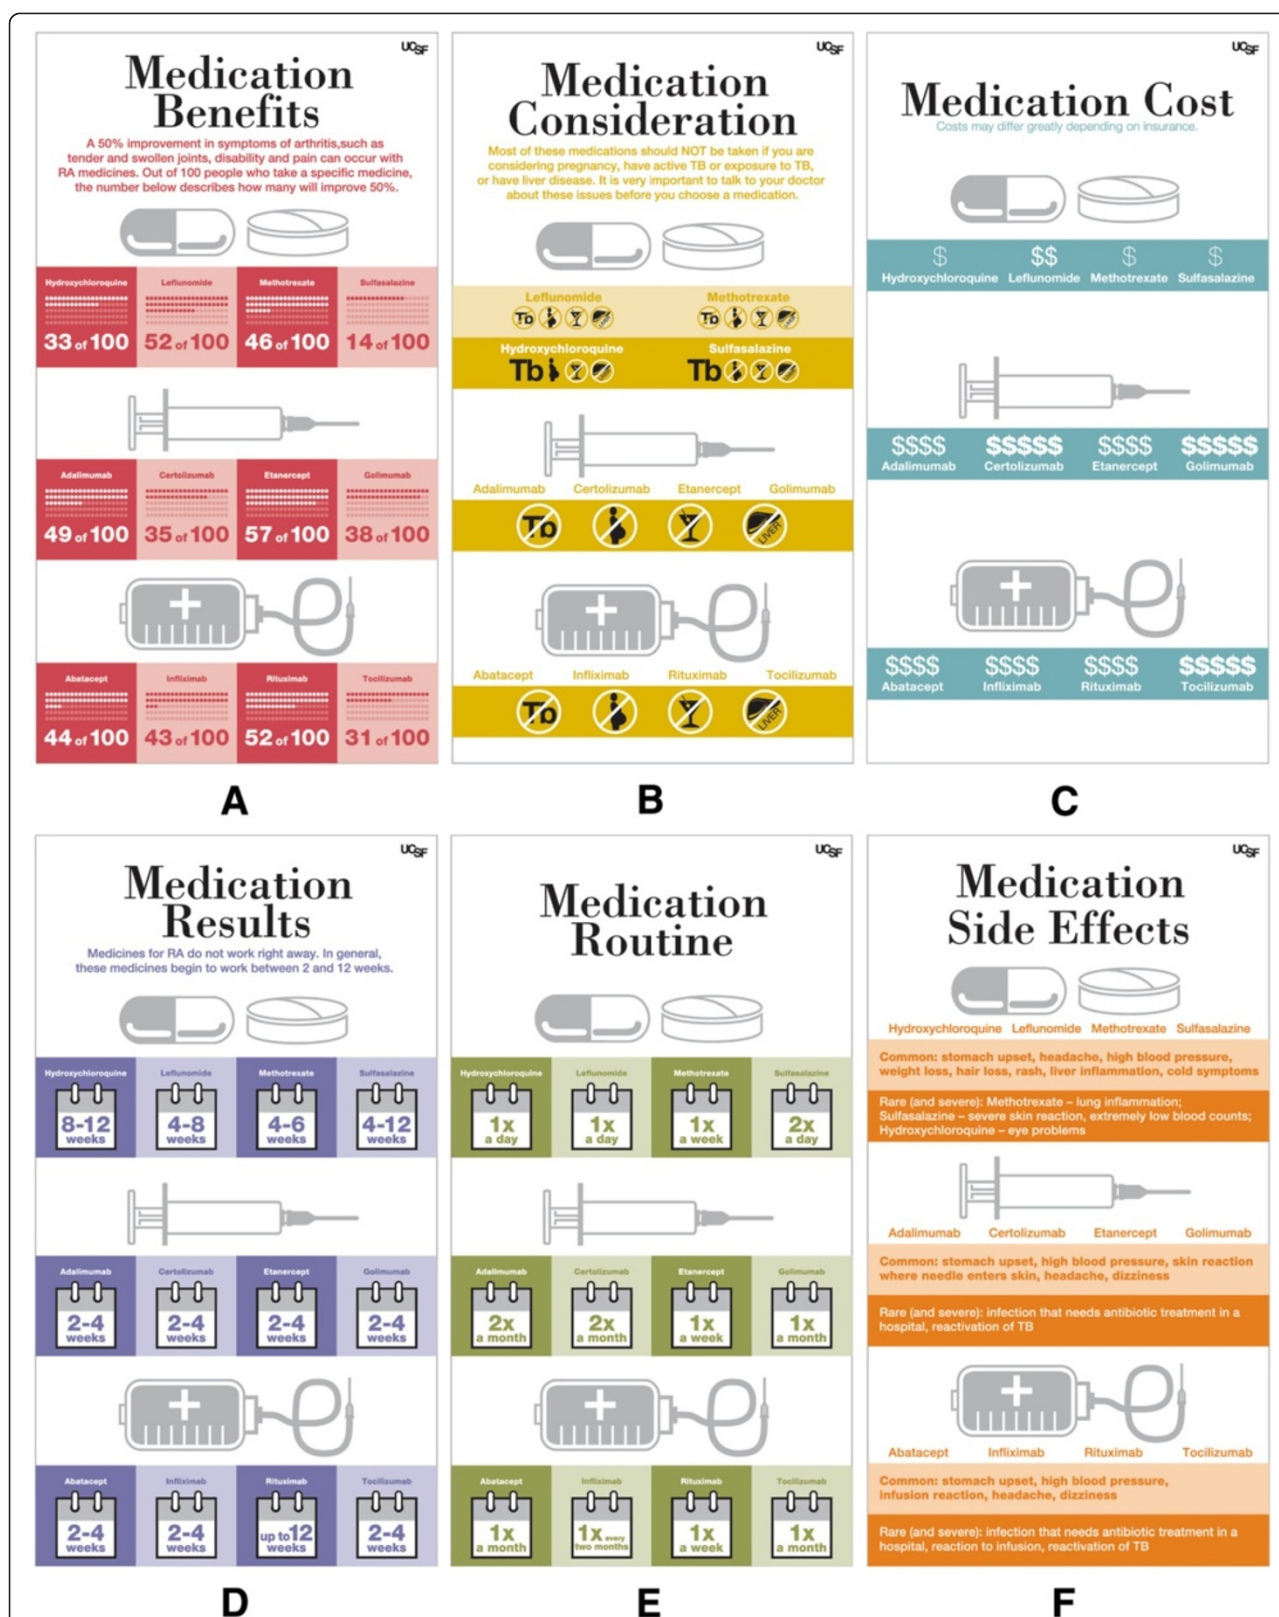 UCSF
Medication
Benefits
A 50% improvement in symptoms of arthritis,such as
tender and swollen joints, disability and pain can occur with
RA medicines. Out of 100 people who take a specific medicine,
the number below describes how many will improve 50%.
Hydroxychloroquine Leflunomide Methotrexate Sulfasalazine
33 of 100 52 of 100 46 of 100 14 of 100
Adalimumab Certolizumab Etanercept Golimumab
49 of 100 35 of 100 57 of 100 38 of 100
Abatacept Infliximab Rituximab Tocilizumab
44 of 100 43 of 100 52 of 100 31 of 100
A
UCSF
Medication
Consideration
Most of these medications should NOT be taken if you are
considering pregnancy, have active TB or exposure to TB,
or have liver disease. It is very important to talk to your doctor
about these issues before you choose a medication.
Leflunomide Methotrexate
Tb Tb
Hydroxychloroquine Sulfasalazine
Tb Tb
Adalimumab Certolizumab Etanercept Golimumab
Tb LIVER
Abatacept Infliximab Rituximab Tocilizumab
Tb LIVER
B
UCSF
Medication Cost
Costs may differ greatly depending on insurance.
$ $$ $ $
Hydroxychloroquine Leflunomide Methotrexate Sulfasalazine
$$$$ $$$$$ $$$$ $$$$$
Adalimumab Certolizumab Etanercept Golimumab
$$$$ $$$$ $$$$ $$$$$
Abatacept Infliximab Rituximab Tocilizumab
C
UCSF
Medication
Results
Medicines for RA do not work right away. In general,
these medicines begin to work between 2 and 12 weeks.
Hydroxychloroquine Leflunomide Methotrexate Sulfasalazine
8-12 4-8 4-6 4-12
weeks weeks weeks weeks
Adalimumab Certolizumab Etanercept Golimumab
2-4 2-4 2-4 2-4
weeks weeks weeks weeks
Abatacept Infliximab Rituximab Tocilizumab
2-4 2-4 up to 12 2-4
weeks weeks weeks weeks
D
UCSF
Medication
Routine
Hydroxychloroquine Leflunomide Methotrexate Sulfasalazine
1x 1x 1x 2x
a day a day a week a day
Adalimumab Certolizumab Etanercept Golimumab
2x 2x 1x 1x
a month a month a week a month
Abatacept Infliximab Rituximab Tocilizumab
1x 1x every 1x 1x
a month two months a week a month
E
UCSF
Medication
Side Effects
Hydroxychloroquine Leflunomide Methotrexate Sulfasalazine
Common: stomach upset, headache, high blood pressure,
weight loss, hair loss, rash, liver inflammation, cold symptoms
Rare (and severe): Methotrexate – lung inflammation;
Sulfasalazine – severe skin reaction, extremely low blood counts;
Hydroxychloroquine – eye problems
Adalimumab Certolizumab Etanercept Golimumab
Common: stomach upset, high blood pressure, skin reaction
where needle enters skin, headache, dizziness
Rare (and severe): infection that needs antibiotic treatment in a
hospital, reactivation of TB
Abatacept Infliximab Rituximab Tocilizumab
Common: stomach upset, high blood pressure,
infusion reaction, headache, dizziness
Rare (and severe): infection that needs antibiotic treatment in a
hospital, reaction to infusion, reactivation of TB
F